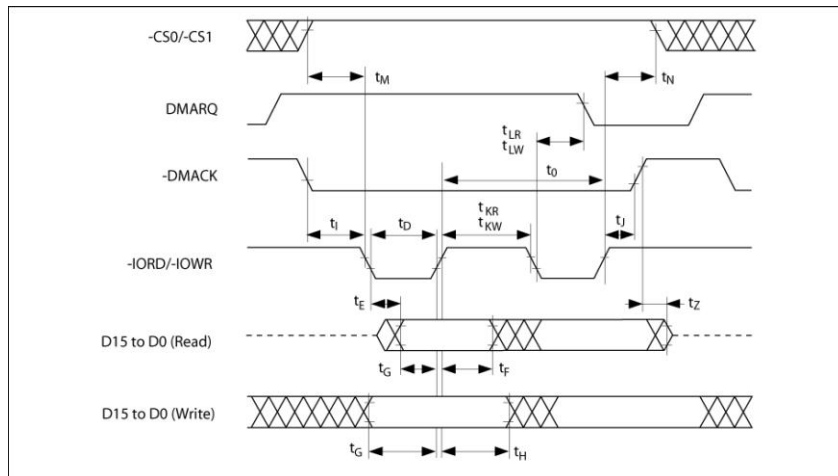 -CS0/-CS1
tM
tN
DMARQ
tLR
tLW
-DMACK
t0
tI
tD
tKR
tKW
tJ
-IORD/-IOWR
tE
tZ
D15 to D0 (Read)
tG
tF
D15 to D0 (Write)
tG
tH